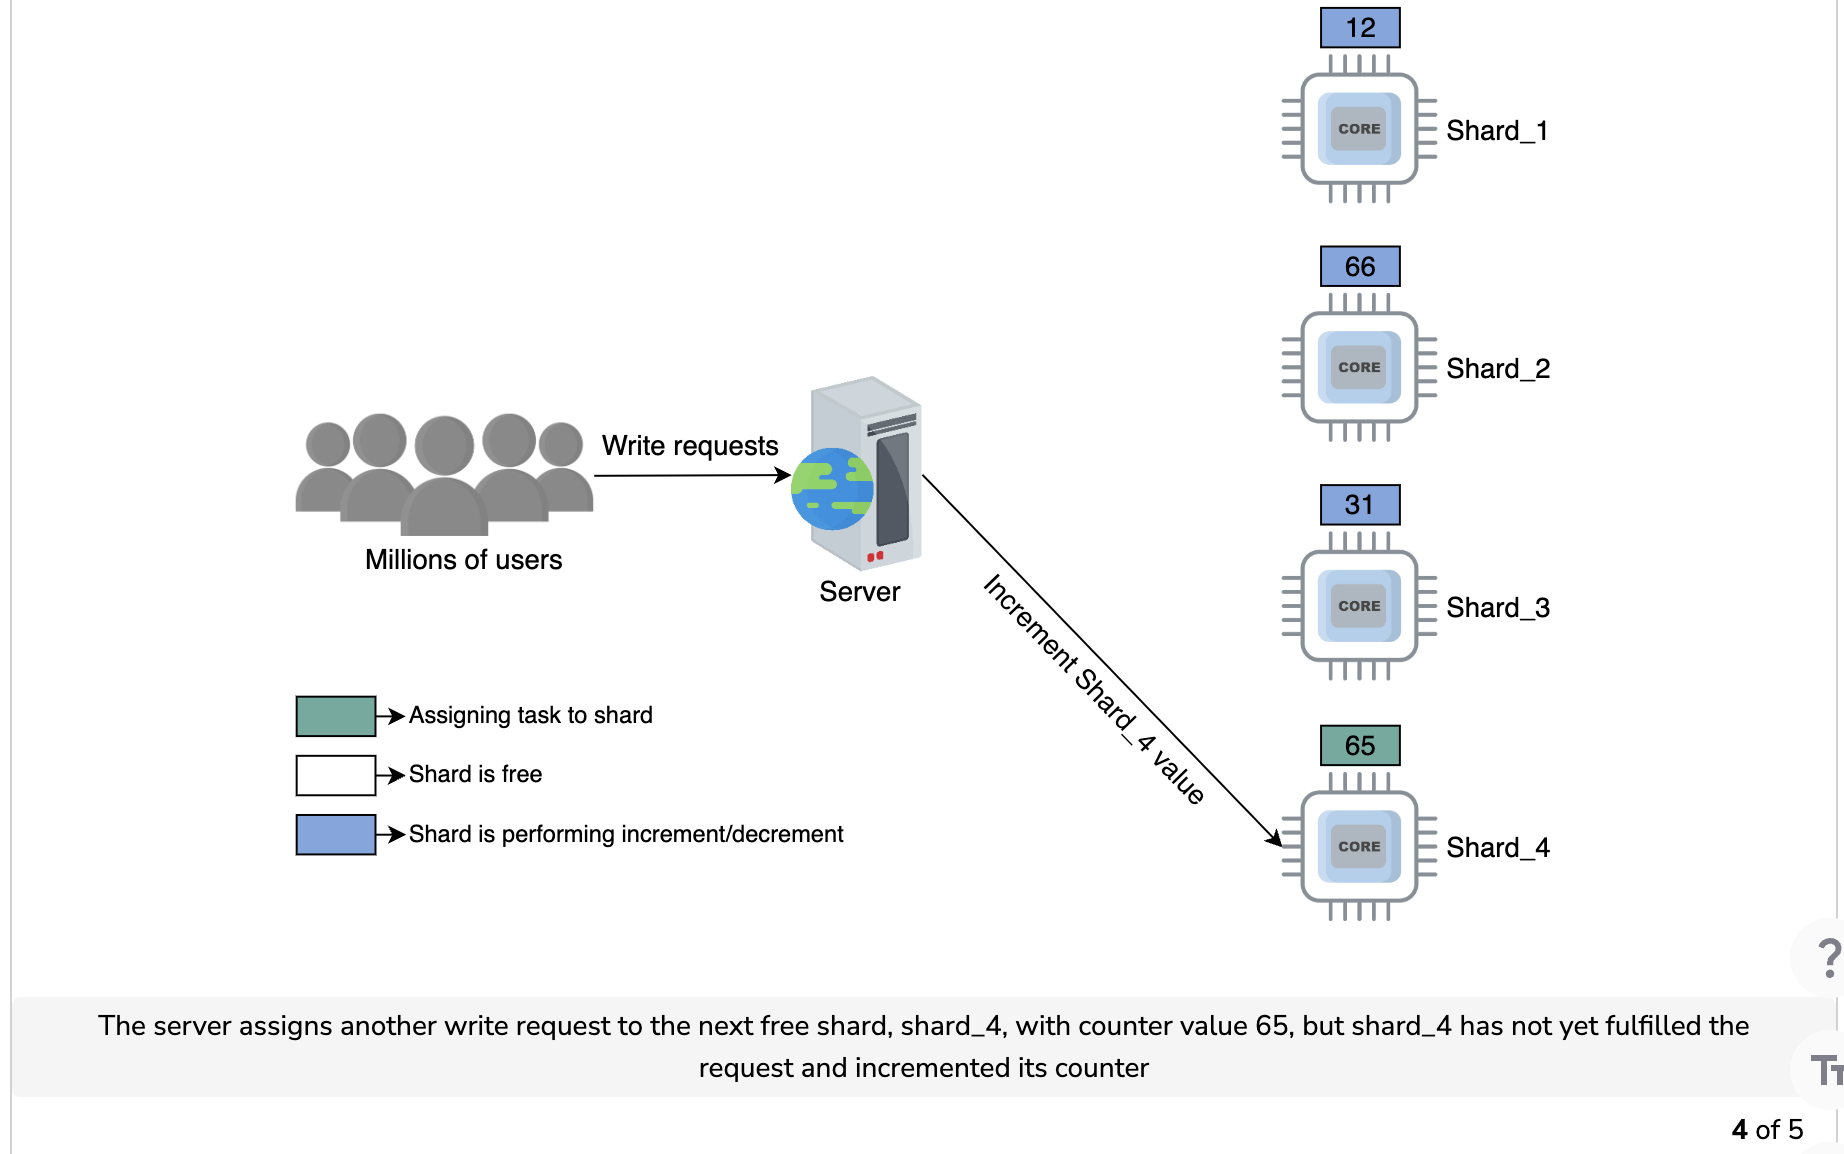 12
CORE
Shard_1
66
CORE
Shard_2
31
CORE
Shard_3
Write requests
Millions of users
Server
Increment Shard_4 value
65
CORE
Shard_4
Assigning task to shard
Shard is free
Shard is performing increment/decrement
?
The server assigns another write request to the next free shard, shard_4, with counter value 65, but shard_4 has not yet fulfilled the
request and incremented its counter
TT
4 of 5